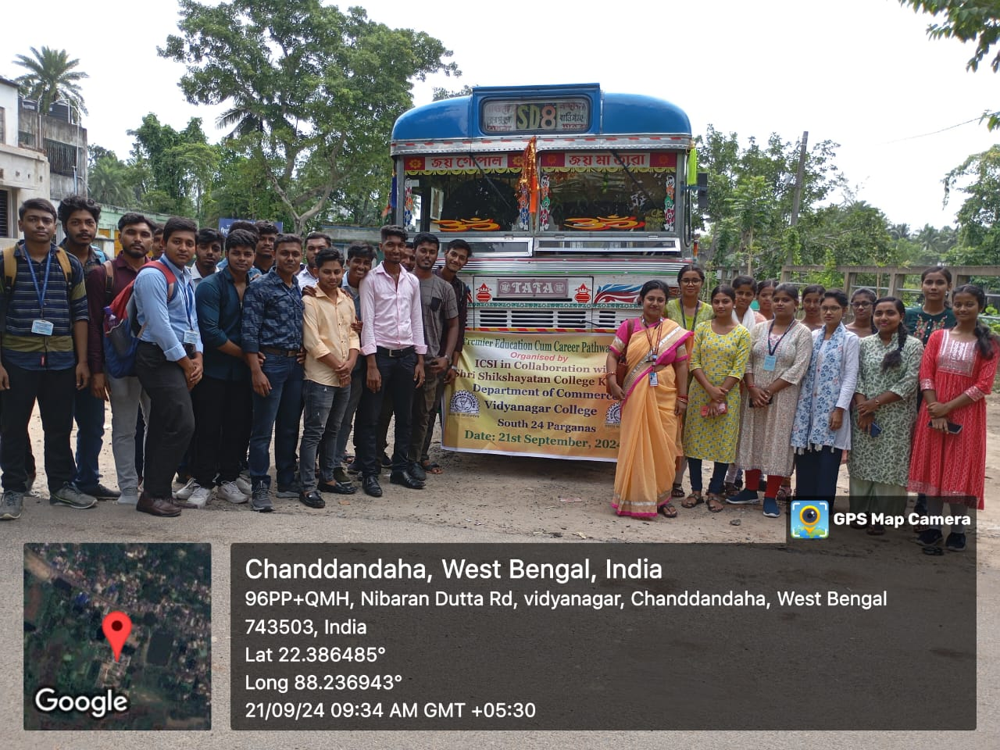 SD8
জয় গোপাল
জয় মা তারা
TATA
Premier Education Cum Career Pathwa
Organised by
ICSI in Collaboration wi
Shri Shikshayatan College K
Department of Commerc
Vidyanagar College
South 24 Parganas
Date: 21st September, 2024
GPS Map Camera
Chanddandaha, West Bengal, India
96PP+QMH, Nibaran Dutta Rd, vidyanagar, Chanddandaha, West Bengal
743503, India
Lat 22.386485°
Long 88.236943°
21/09/24 09:34 AM GMT +05:30
Google